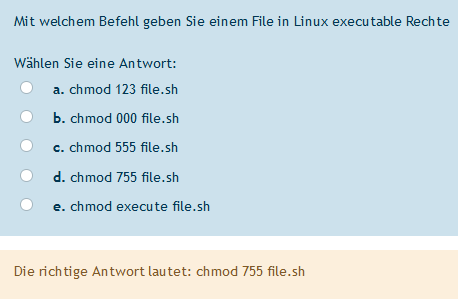 Mit welchem Befehl geben Sie einem File in Linux executable Rechte
Wählen Sie eine Antwort:
a. chmod 123 file.sh
b. chmod 000 file.sh
c. chmod 555 file.sh
d. chmod 755 file.sh
e. chmod execute file.sh
Die richtige Antwort lautet: chmod 755 file.sh